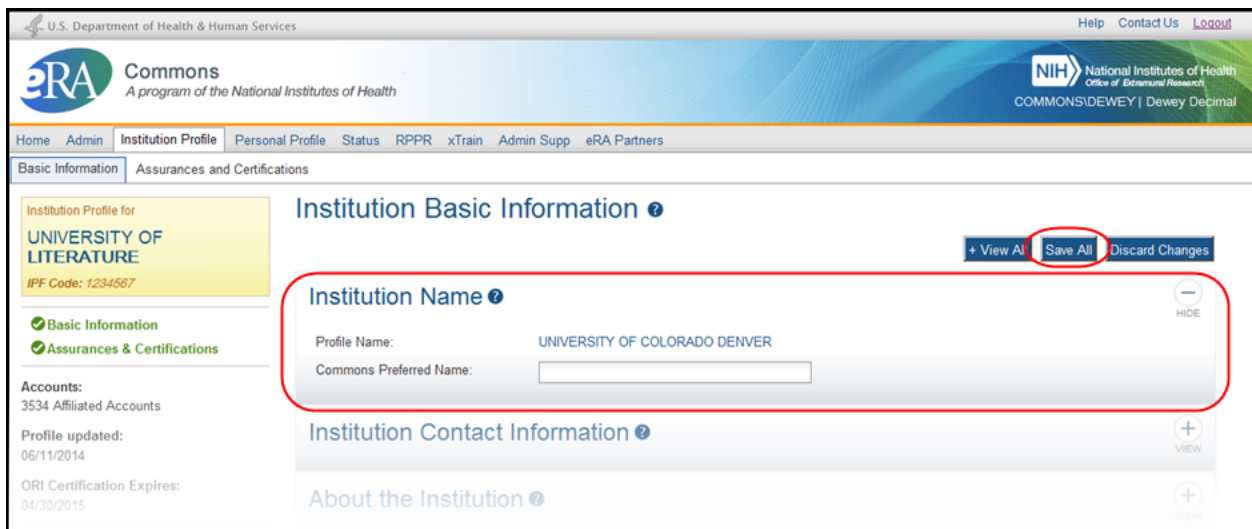 U.S. Department of Health & Human Services
Help Contact Us Logout
eRA
Commons
A program of the National Institutes of Health
NIH National Institutes of Health
Office of Extramural Research
COMMONS\DEWEY | Dewey Decimal
Home Admin Institution Profile Personal Profile Status RPPR xTrain Admin Supp eRA Partners
Basic Information Assurances and Certifications
Institution Profile for
UNIVERSITY OF
LITERATURE
IPF Code: 1234567
Basic Information
Assurances & Certifications
Accounts:
3534 Affiliated Accounts
Profile updated:
06/11/2014
ORI Certification Expires:
04/30/2015
Institution Basic Information ?
+ View All Save All Discard Changes
Institution Name ?
HIDE
Profile Name: UNIVERSITY OF COLORADO DENVER
Commons Preferred Name:
Institution Contact Information ?
VIEW
About the Institution ?
VIEW